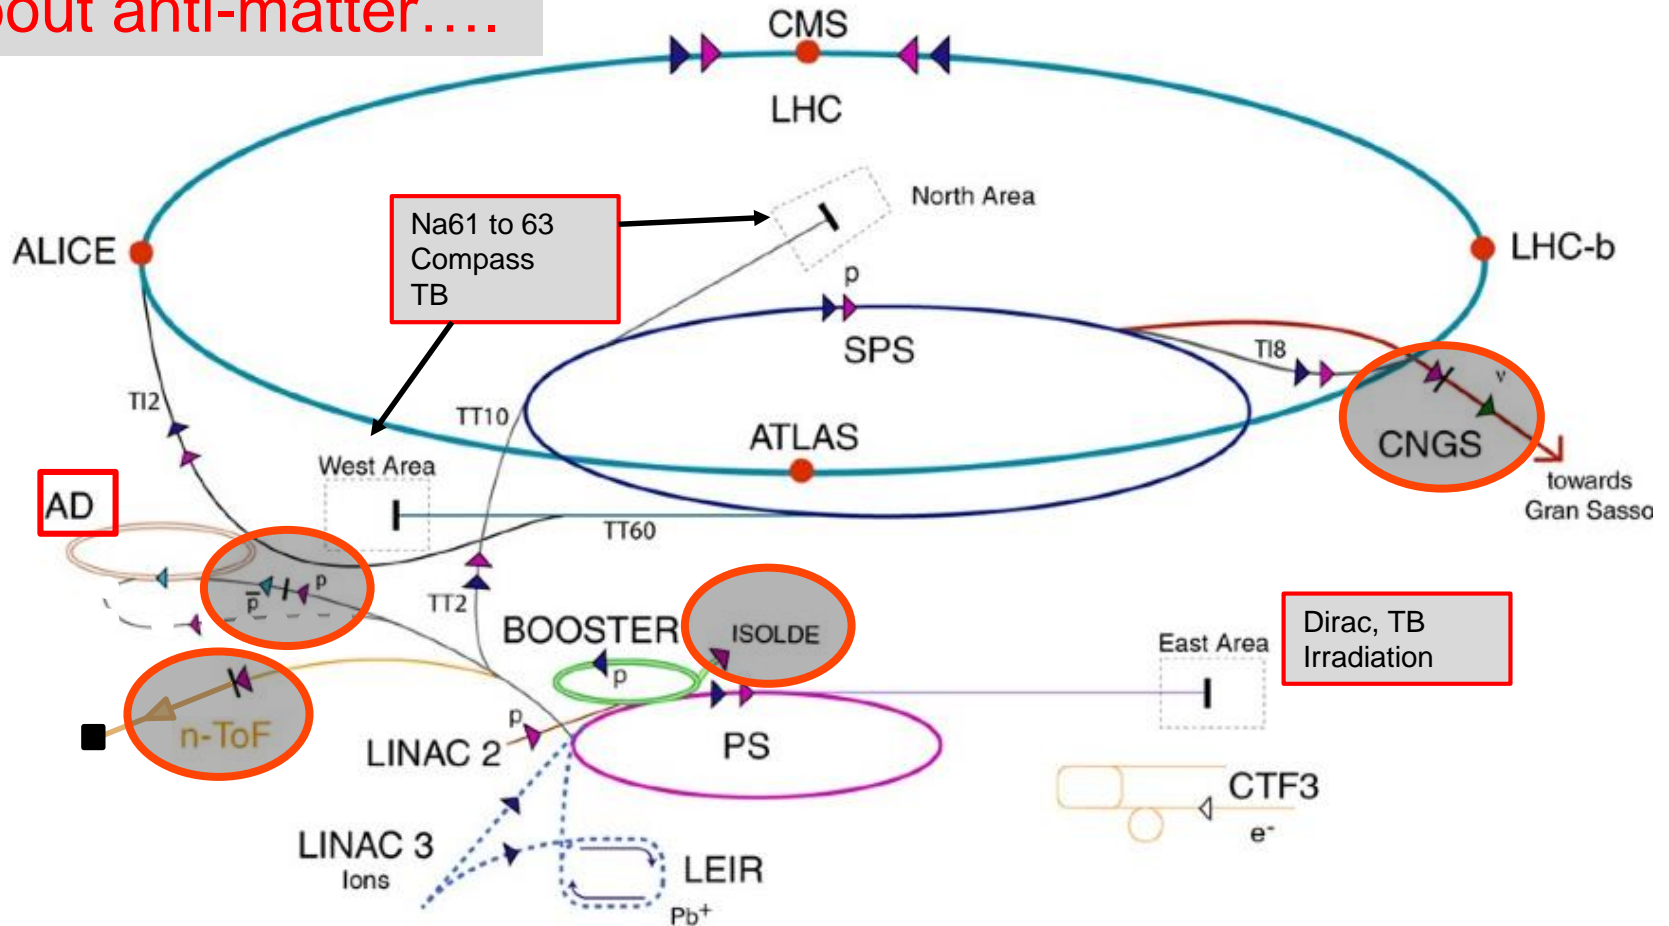 bout anti-matter….
CMS
LHC
North Area
Na61 to 63
Compass
TB
ALICE
LHC-b
p
SPS
TI8
ν
TI2
TT10
ATLAS
CNGS
West Area
towards
Gran Sasso
AD
TT60
p̅
p
TT2
BOOSTER
ISOLDE
East Area
Dirac, TB
Irradiation
p
n-ToF
p
LINAC 2
PS
CTF3
e-
LINAC 3
Ions
LEIR
Pb+